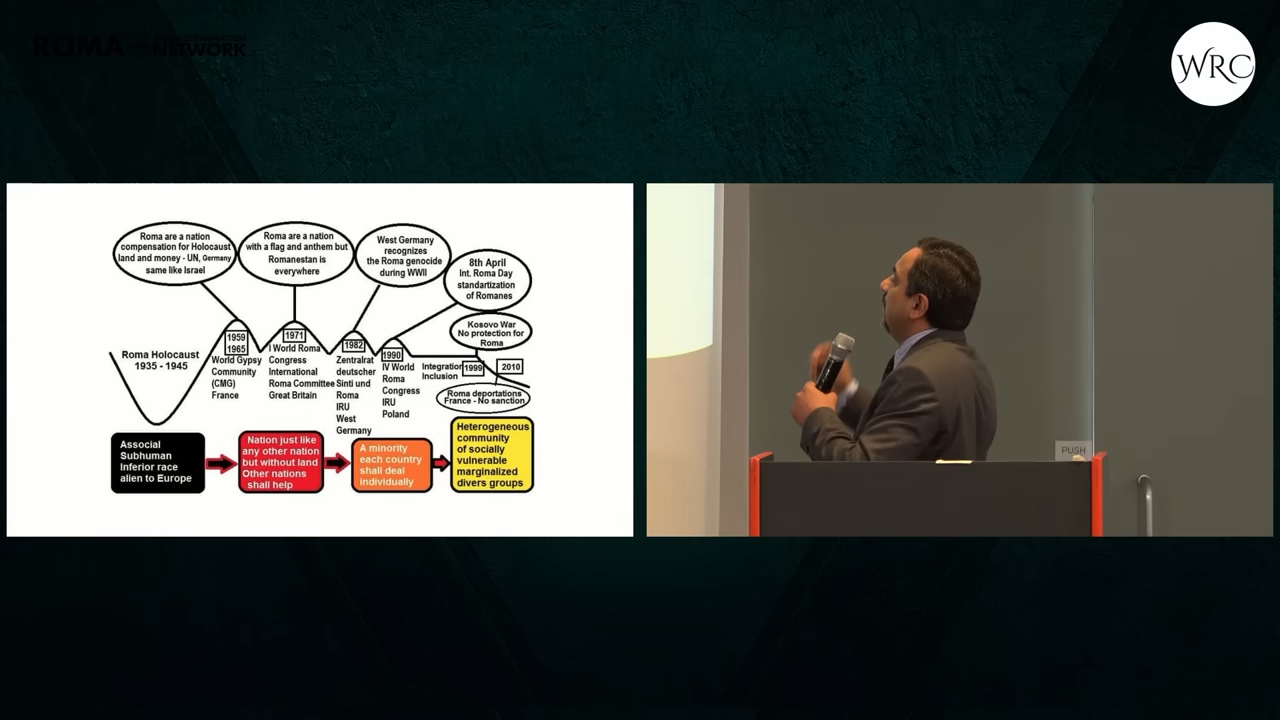 ROMA
NETWORK
WRC
Roma are a nation
compensation for Holocaust
land and money - UN, Germany
same like Israel
Roma are a nation
with a flag and anthem but
Romanestan is
everywhere
West Germany
recognizes
the Roma genocide
during WWII
8th April
Int. Roma Day
standartization
of Romanes
Kosovo War
No protection for
Roma
Roma Holocaust
1935 - 1945
1959
1965
World Gypsy
Community
(CMG)
France
1971
I World Roma
Congress
International
Roma Committee
Great Britain
1982
Zentralrat
deutscher
Sinti und
Roma
IRU
West
Germany
1990
IV World
Roma
Congress
IRU
Poland
Integration
Inclusion
1999
2010
Roma deportations
France - No sanction
Associal
Subhuman
Inferior race
alien to Europe
Nation just like
any other nation
but without land
Other nations
shall help
A minority
each country
shall deal
individually
Heterogeneous
community
of socially
vulnerable
marginalized
divers groups
PUSH